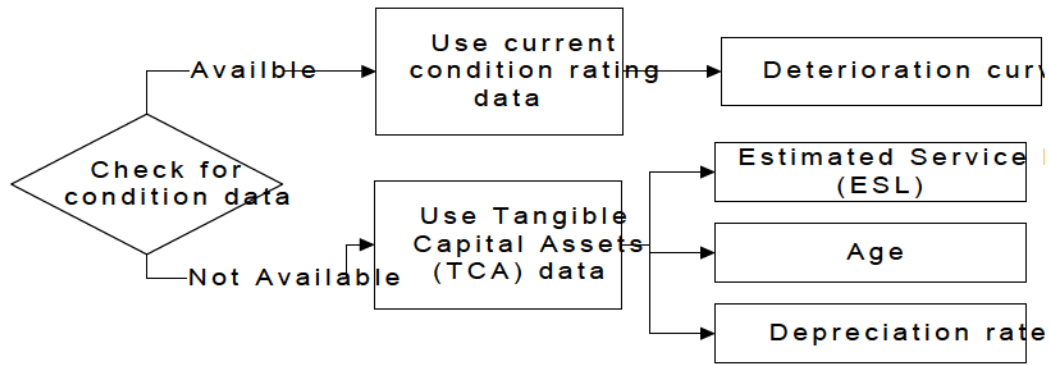 Availble
Use current
condition rating
data
Deterioration curv
Check for
condition data
Not Available
Use Tangible
Capital Assets
(TCA) data
Estimated Service
(ESL)
Age
Depreciation rate